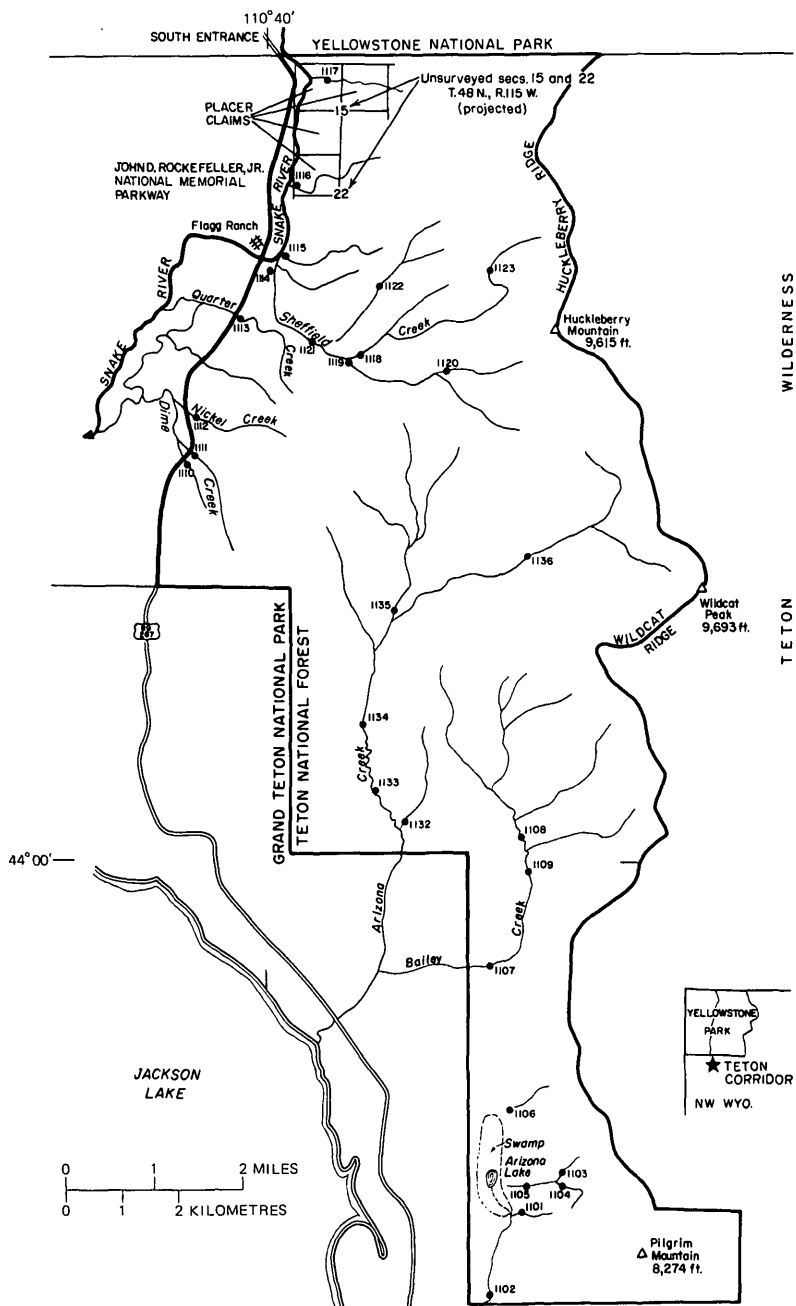 110°40'
SOUTH ENTRANCE
YELLOWSTONE NATIONAL PARK
1117
Unsurveyed secs. 15 and 22
T.48 N., R.115 W.
(projected)
PLACER
CLAIMS
15
JOHN D. ROCKEFELLER, JR.
NATIONAL MEMORIAL
PARKWAY
1116
22
SNAKE RIVER
HUCKLEBERRY RIDGE
Flagg Ranch
1115
1114
1123
1122
SNAKE RIVER
Quarter
1113
Creek
Sheffield
Creek
1121
1118
1119
1120
Huckleberry
Mountain
9,615 ft.
WILDERNESS
Nickel Creek
1112
Dime
Creek
1111
1110
1136
1135
Wildcat
Peak
9,693 ft.
WILDCAT
RIDGE
TETON
US
287
GRAND TETON NATIONAL PARK
TETON NATIONAL FOREST
1134
Creek
1133
1132
1108
1109
44°00'
Arizona
Creek
Bailey
1107
YELLOWSTONE
PARK
TETON
CORRIDOR
NW WYO.
JACKSON
LAKE
1106
Swamp
Arizona
Lake
1103
1105
1104
1101
0 1 2 MILES
0 1 2 KILOMETRES
Pilgrim
Mountain
8,274 ft.
1102